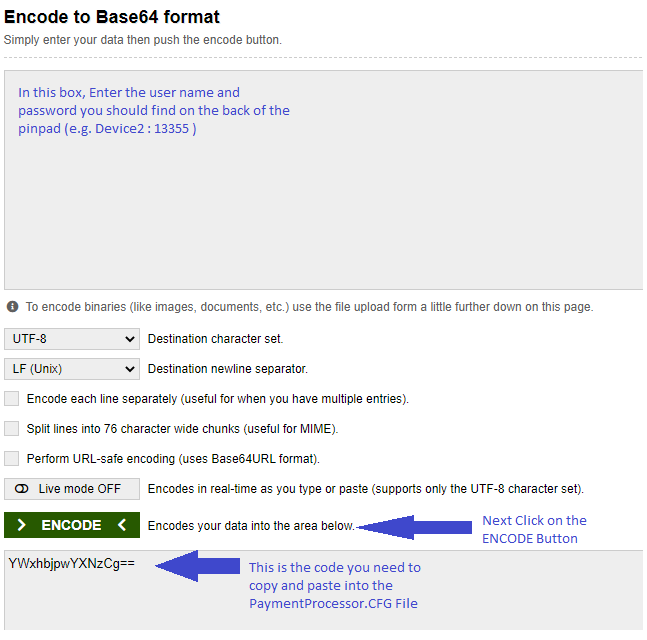 Encode to Base64 format
Simply enter your data then push the encode button.
In this box, Enter the user name and
password you should find on the back of the
pinpad (e.g. Device2 : 13355 )
To encode binaries (like images, documents, etc.) use the file upload form a little further down on this page.
UTF-8 Destination character set.
LF (Unix) Destination newline separator.
Encode each line separately (useful for when you have multiple entries).
Split lines into 76 character wide chunks (useful for MIME).
Perform URL-safe encoding (uses Base64URL format).
Live mode OFF Encodes in real-time as you type or paste (supports only the UTF-8 character set).
> ENCODE < Encodes your data into the area below.
Next Click on the
ENCODE Button
YWxhbjpwYXNzCg==
This is the code you need to
copy and paste into the
PaymentProcessor.CFG File